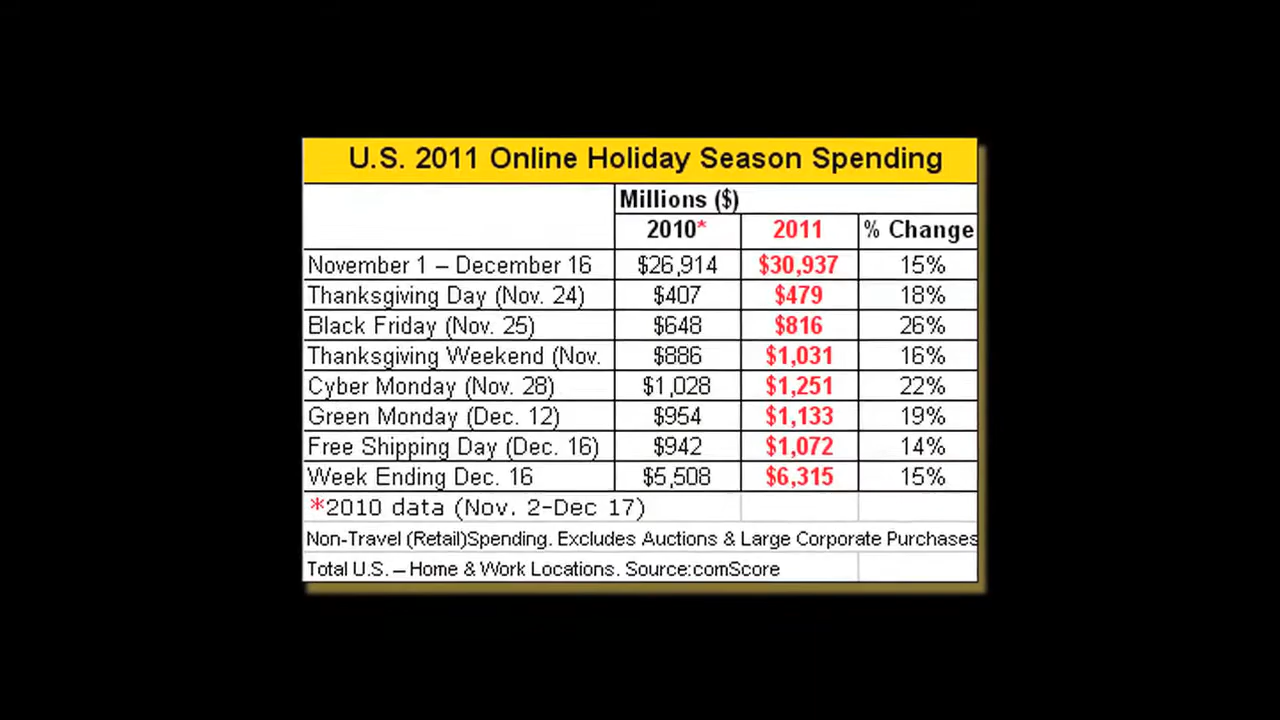 U.S. 2011 Online Holiday Season Spending
Millions ($)
2010* 2011 % Change
November 1 – December 16 $26,914 $30,937 15%
Thanksgiving Day (Nov. 24) $407 $479 18%
Black Friday (Nov. 25) $648 $816 26%
Thanksgiving Weekend (Nov. $886 $1,031 16%
Cyber Monday (Nov. 28) $1,028 $1,251 22%
Green Monday (Dec. 12) $954 $1,133 19%
Free Shipping Day (Dec. 16) $942 $1,072 14%
Week Ending Dec. 16 $5,508 $6,315 15%
*2010 data (Nov. 2-Dec 17)
Non-Travel (Retail)Spending. Excludes Auctions & Large Corporate Purchases
Total U.S. – Home & Work Locations. Source:comScore